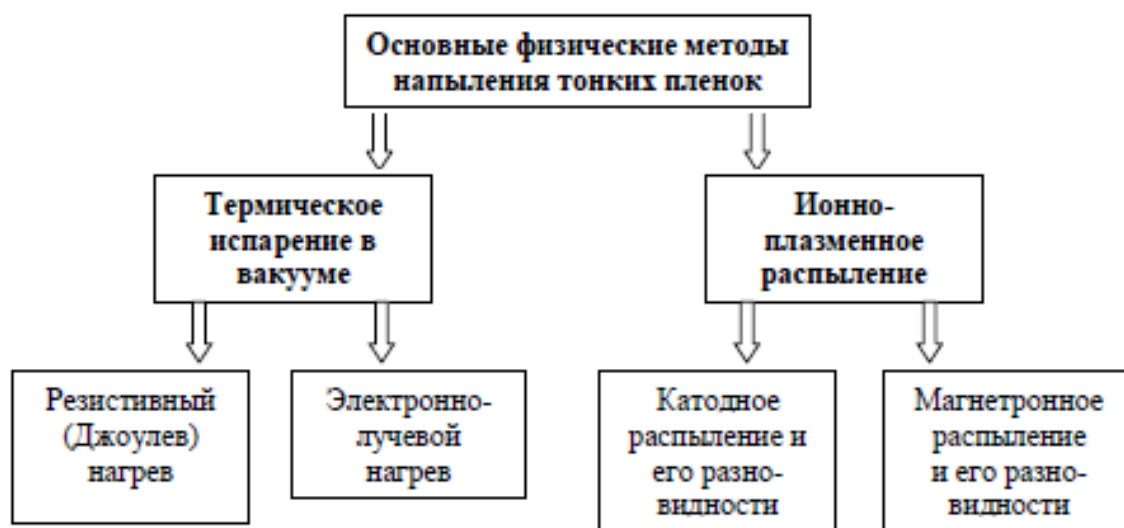 Основные физические методы
напыления тонких пленок
Термическое
испарение в
вакууме
Ионно-
плазменное
распыление
Резистивный
(Джоулев)
нагрев
Электронно-
лучевой
нагрев
Катодное
распыление и
его разно-
видности
Магнетронное
распыление
и его разно-
видности